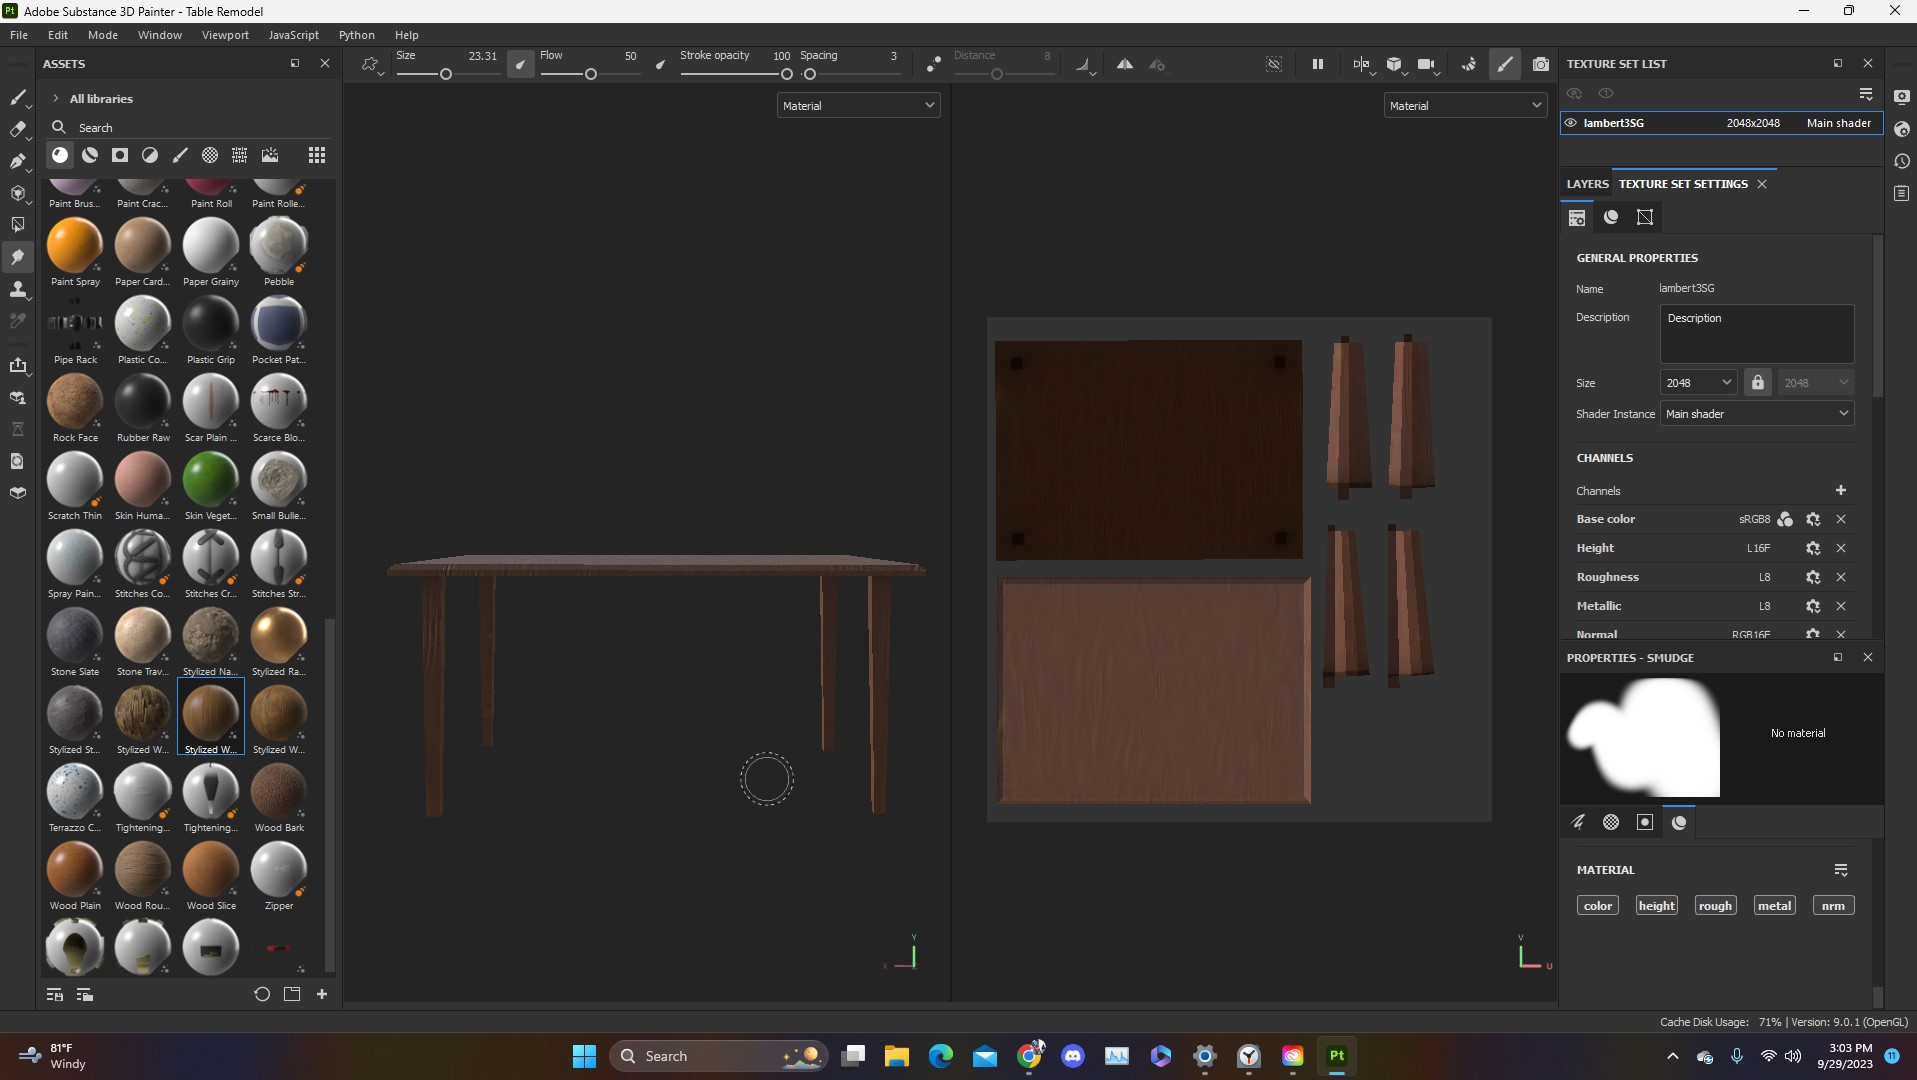 Pt Adobe Substance 3D Painter - Table Remodel
File Edit Mode Window Viewport JavaScript Python Help
Size 23.31 Flow 50 Stroke opacity 100 Spacing 3 Distance 8
ASSETS
All libraries
Search
Paint Brus... Paint Crac... Paint Roll Paint Rolle...
Paint Spray Paper Card... Paper Grainy Pebble
Pipe Rack Plastic Co... Plastic Grip Pocket Pat...
Rock Face Rubber Raw Scar Plain ... Scarce Blo...
Scratch Thin Skin Huma... Skin Veget... Small Bulle...
Spray Pain... Stitches Co... Stitches Cr... Stitches Str...
Stone Slate Stone Trav... Stylized Na... Stylized Ra...
Stylized St... Stylized W... Stylized W... Stylized W...
Terrazzo C... Tightening... Tightening... Wood Bark
Wood Plain Wood Rou... Wood Slice Zipper
Material
Y
X
Material
V
U
TEXTURE SET LIST
lambert3SG 2048x2048 Main shader
LAYERS TEXTURE SET SETTINGS
GENERAL PROPERTIES
Name lambert3SG
Description Description
Size 2048 2048
Shader Instance Main shader
CHANNELS
Channels
Base color sRGB8
Height L16F
Roughness L8
Metallic L8
Normal RGB16F
PROPERTIES - SMUDGE
No material
MATERIAL
color height rough metal nrm
Cache Disk Usage: 71% | Version: 9.0.1 (OpenGL)
81°F
Windy
Search
Pt
3:03 PM
9/29/2023
11